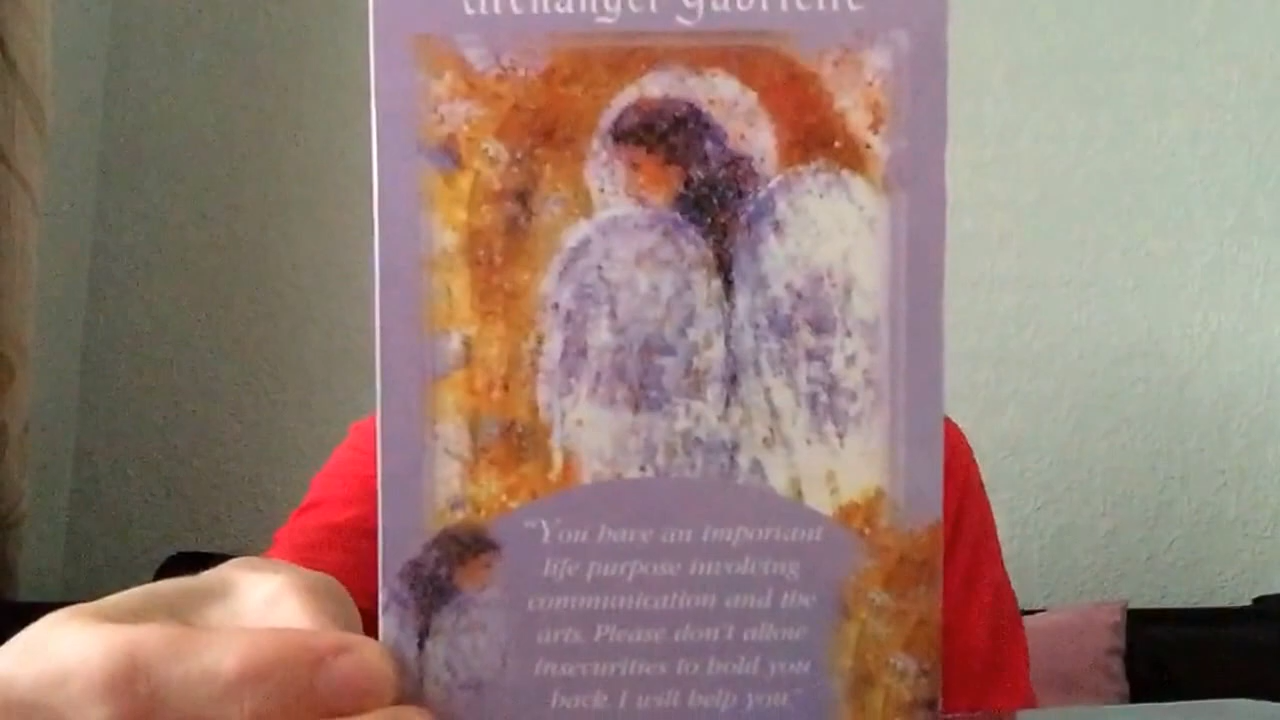 Archangel Gabrielle
"You have an important
life purpose involving
communication and the
arts. Please don't allow
insecurities to hold you
back. I will help you"